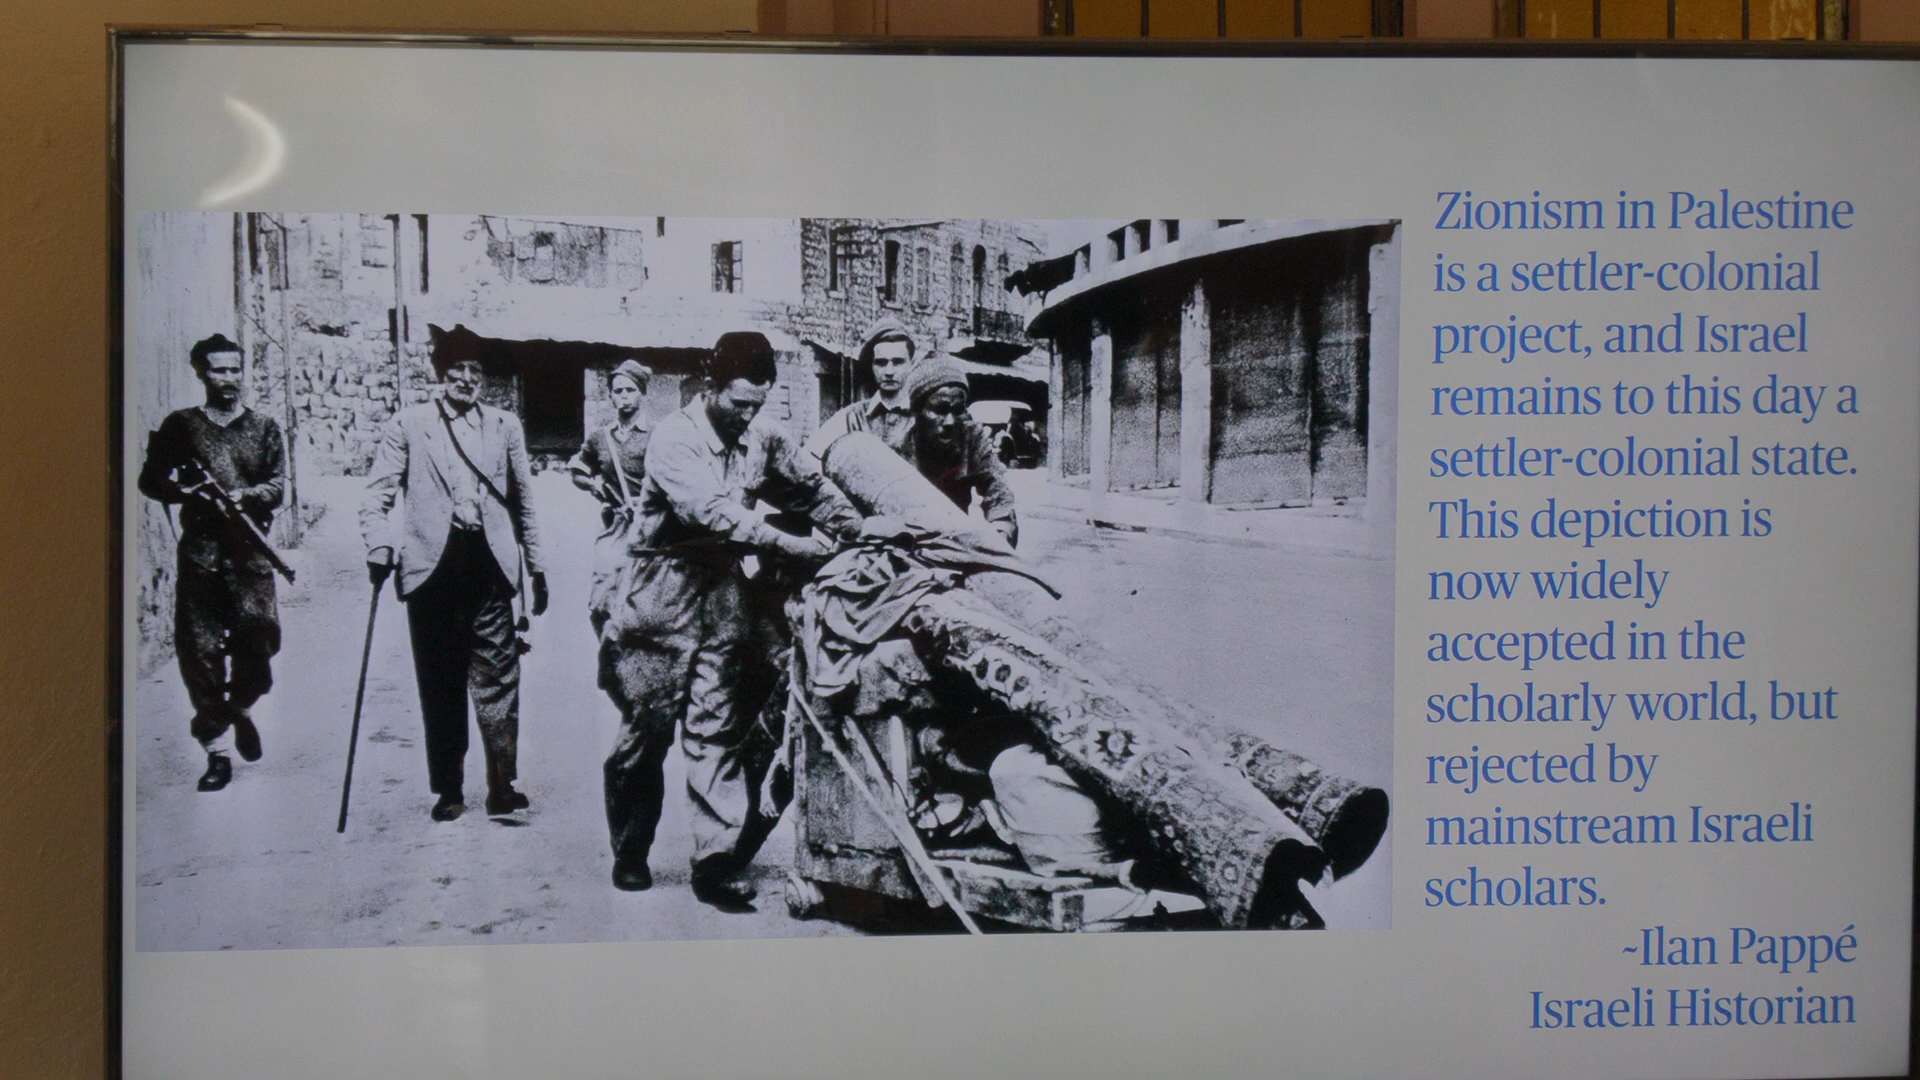 Zionism in Palestine
is a settler-colonial
project, and Israel
remains to this day a
settler-colonial state.
This depiction is
now widely
accepted in the
scholarly world, but
rejected by
mainstream Israeli
scholars.
~Ilan Pappé
Israeli Historian